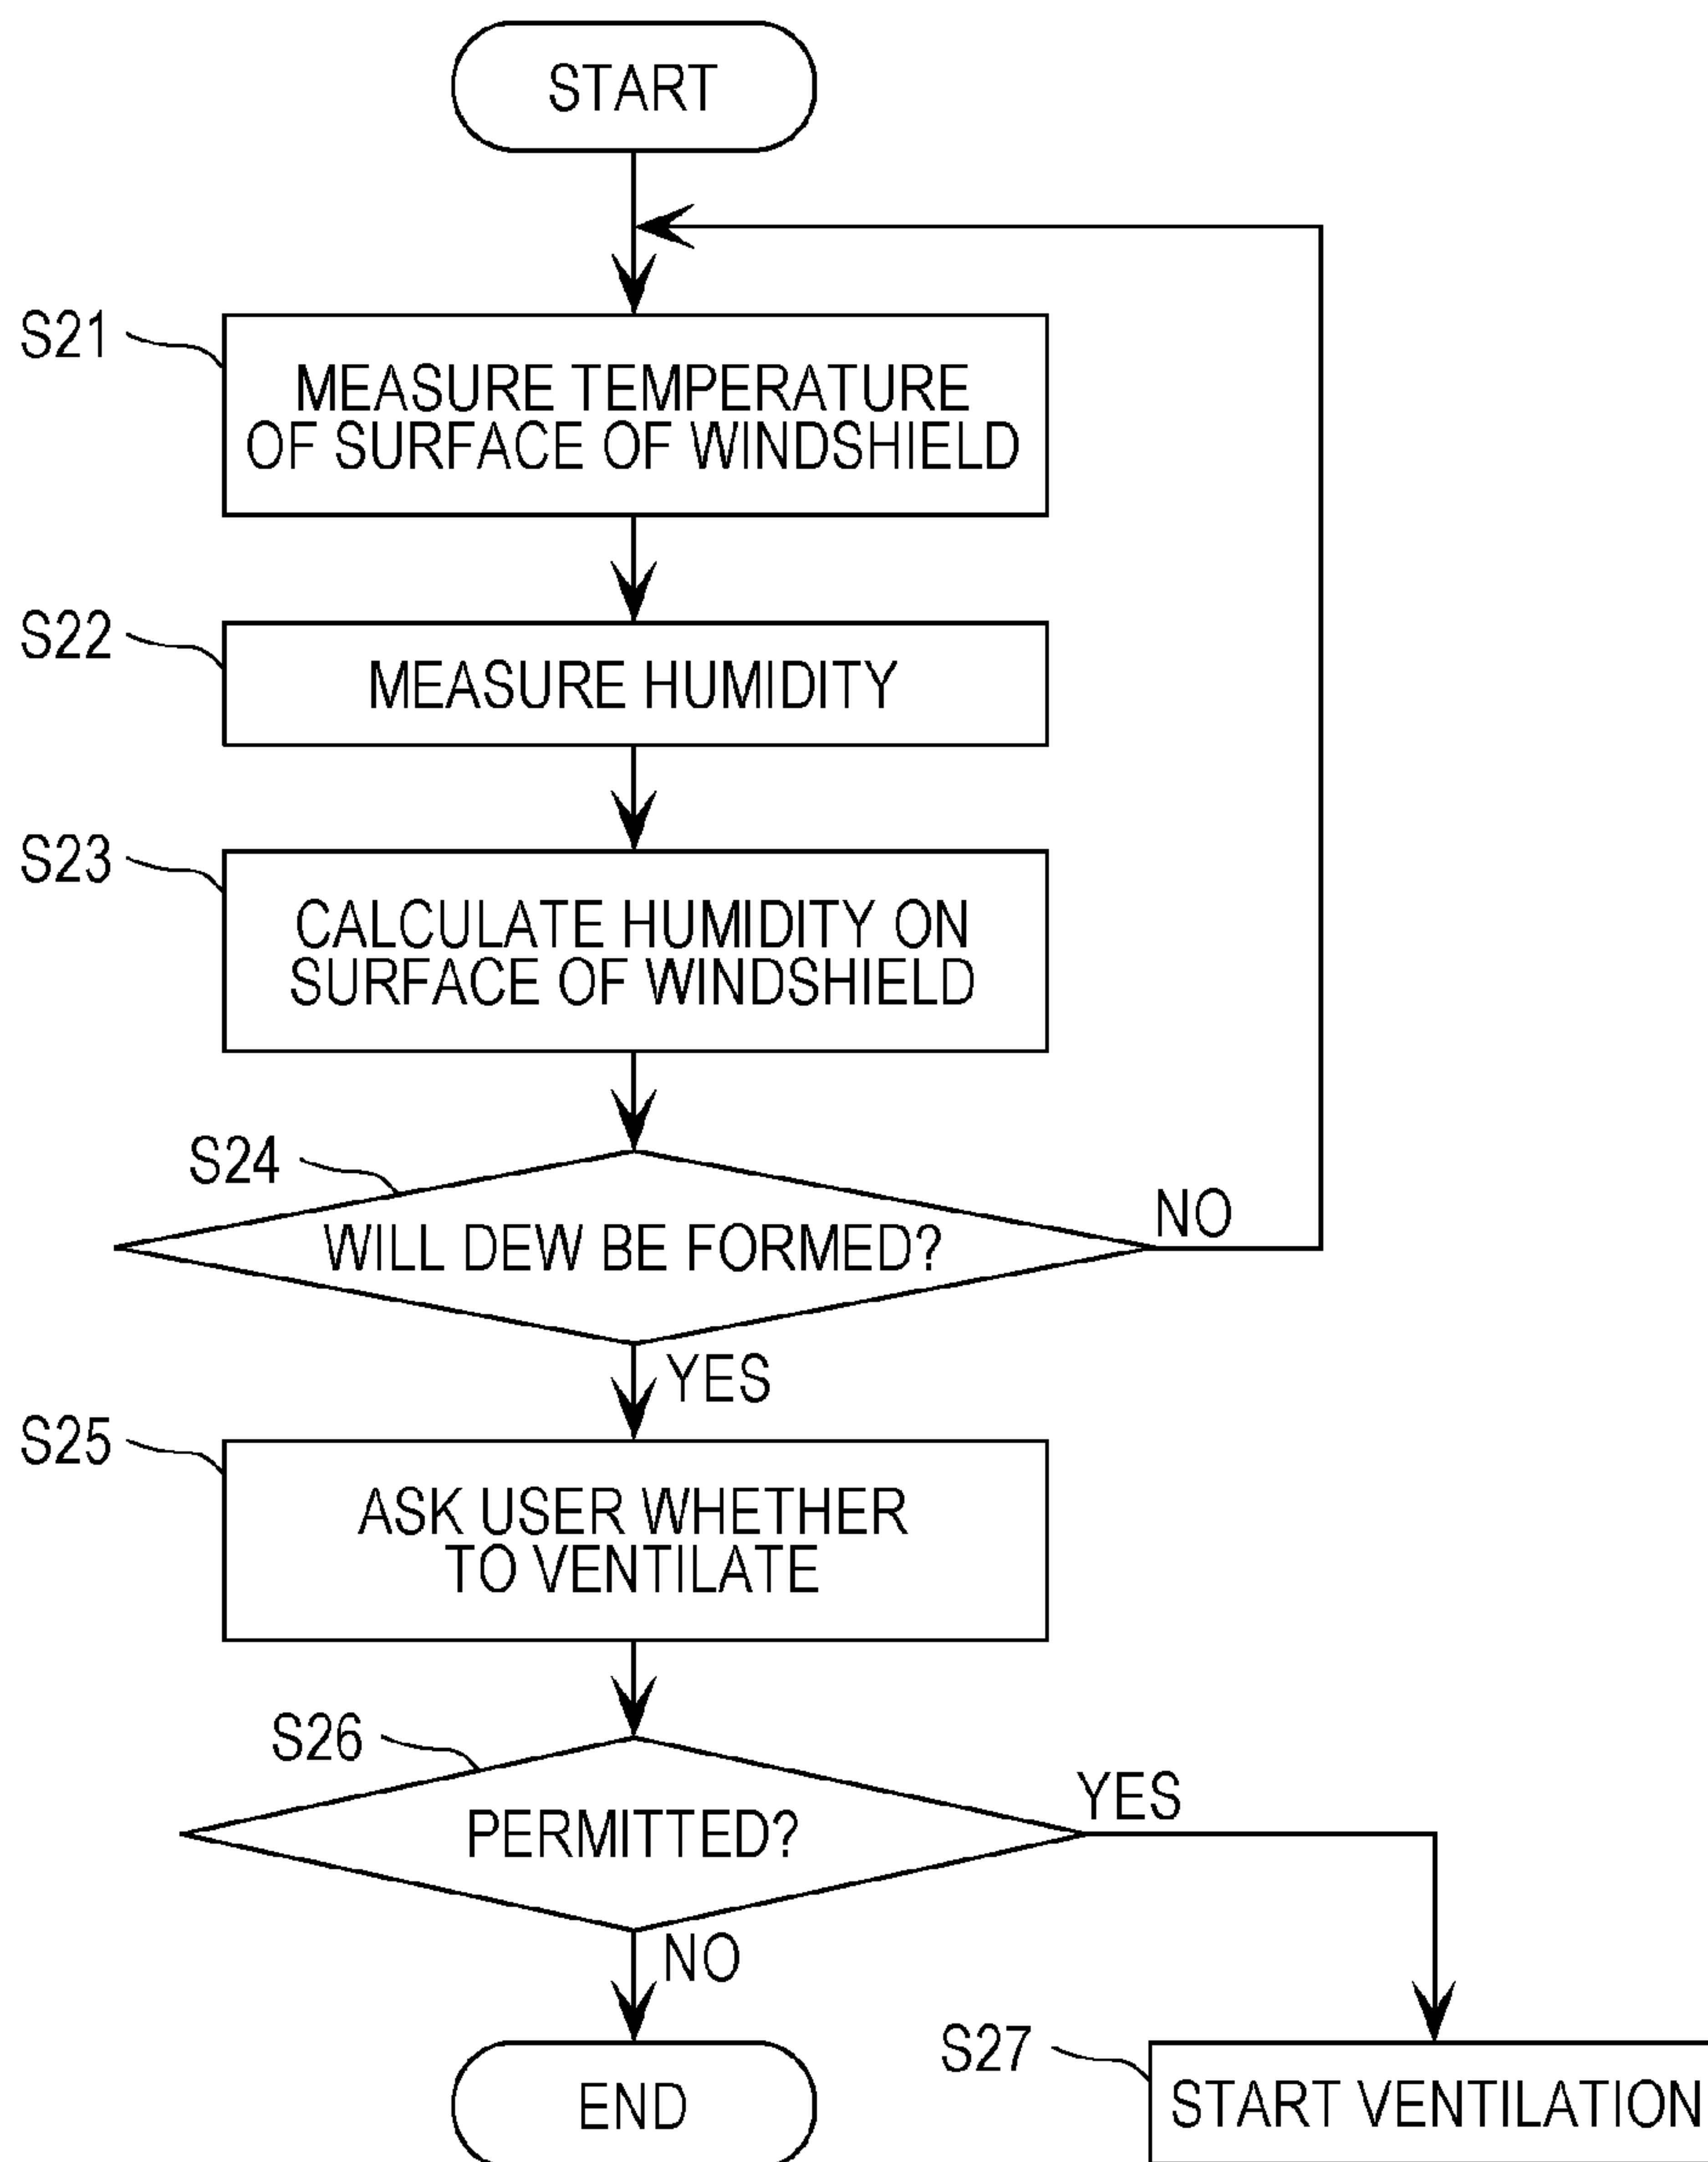 START
S21
MEASURE TEMPERATURE
OF SURFACE OF WINDSHIELD
S22
MEASURE HUMIDITY
S23
CALCULATE HUMIDITY ON
SURFACE OF WINDSHIELD
S24
WILL DEW BE FORMED?
NO
YES
S25
ASK USER WHETHER
TO VENTILATE
S26
PERMITTED?
YES
NO
END
S27
START VENTILATION